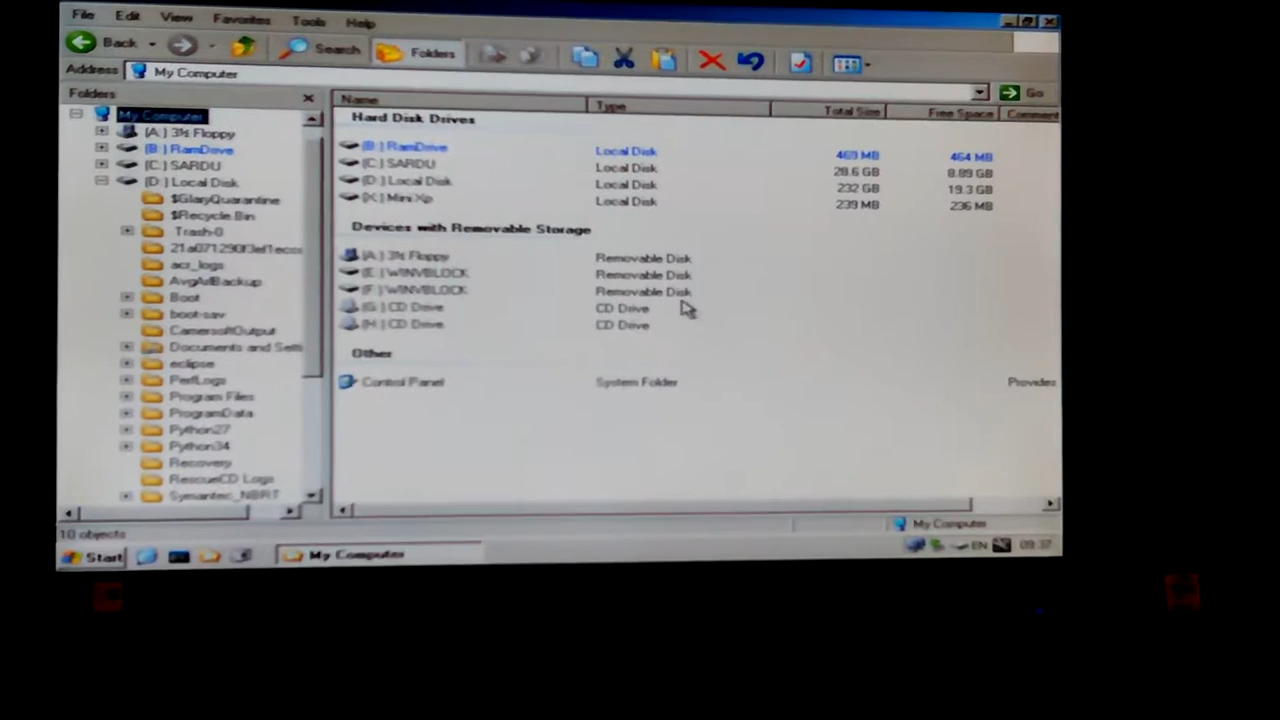 File Edit View Favorites Tools Help
Back Search Folders
Address My Computer Go
Folders
My Computer
(A:) 3½ Floppy
(B:) RamDrive
(C:) SARDU
(D:) Local Disk
$GlaryQuarantine
$Recycle.Bin
Trash-0
acr_logs
AvgArlBackup
Boot
boot-sav
CamersoftOutput
Documents and Setti
eclipse
PerfLogs
Program Files
ProgramData
Python27
Python34
Recovery
RescueCD Logs
Symantec_NBRT
Name Type Total Size Free Space Comment
Hard Disk Drives
(B:) RamDrive Local Disk 469 MB 464 MB
(C:) SARDU Local Disk 28.6 GB 8.89 GB
(D:) Local Disk Local Disk 232 GB 19.3 GB
(X:) Mini Xp Local Disk 239 MB 236 MB
Devices with Removable Storage
(A:) 3½ Floppy Removable Disk
(E:) WINVBLOCK Removable Disk
(F:) WINVBLOCK Removable Disk
(G:) CD Drive CD Drive
(H:) CD Drive CD Drive
Other
Control Panel System Folder Provides
10 objects My Computer
Start My Computer EN 09:37